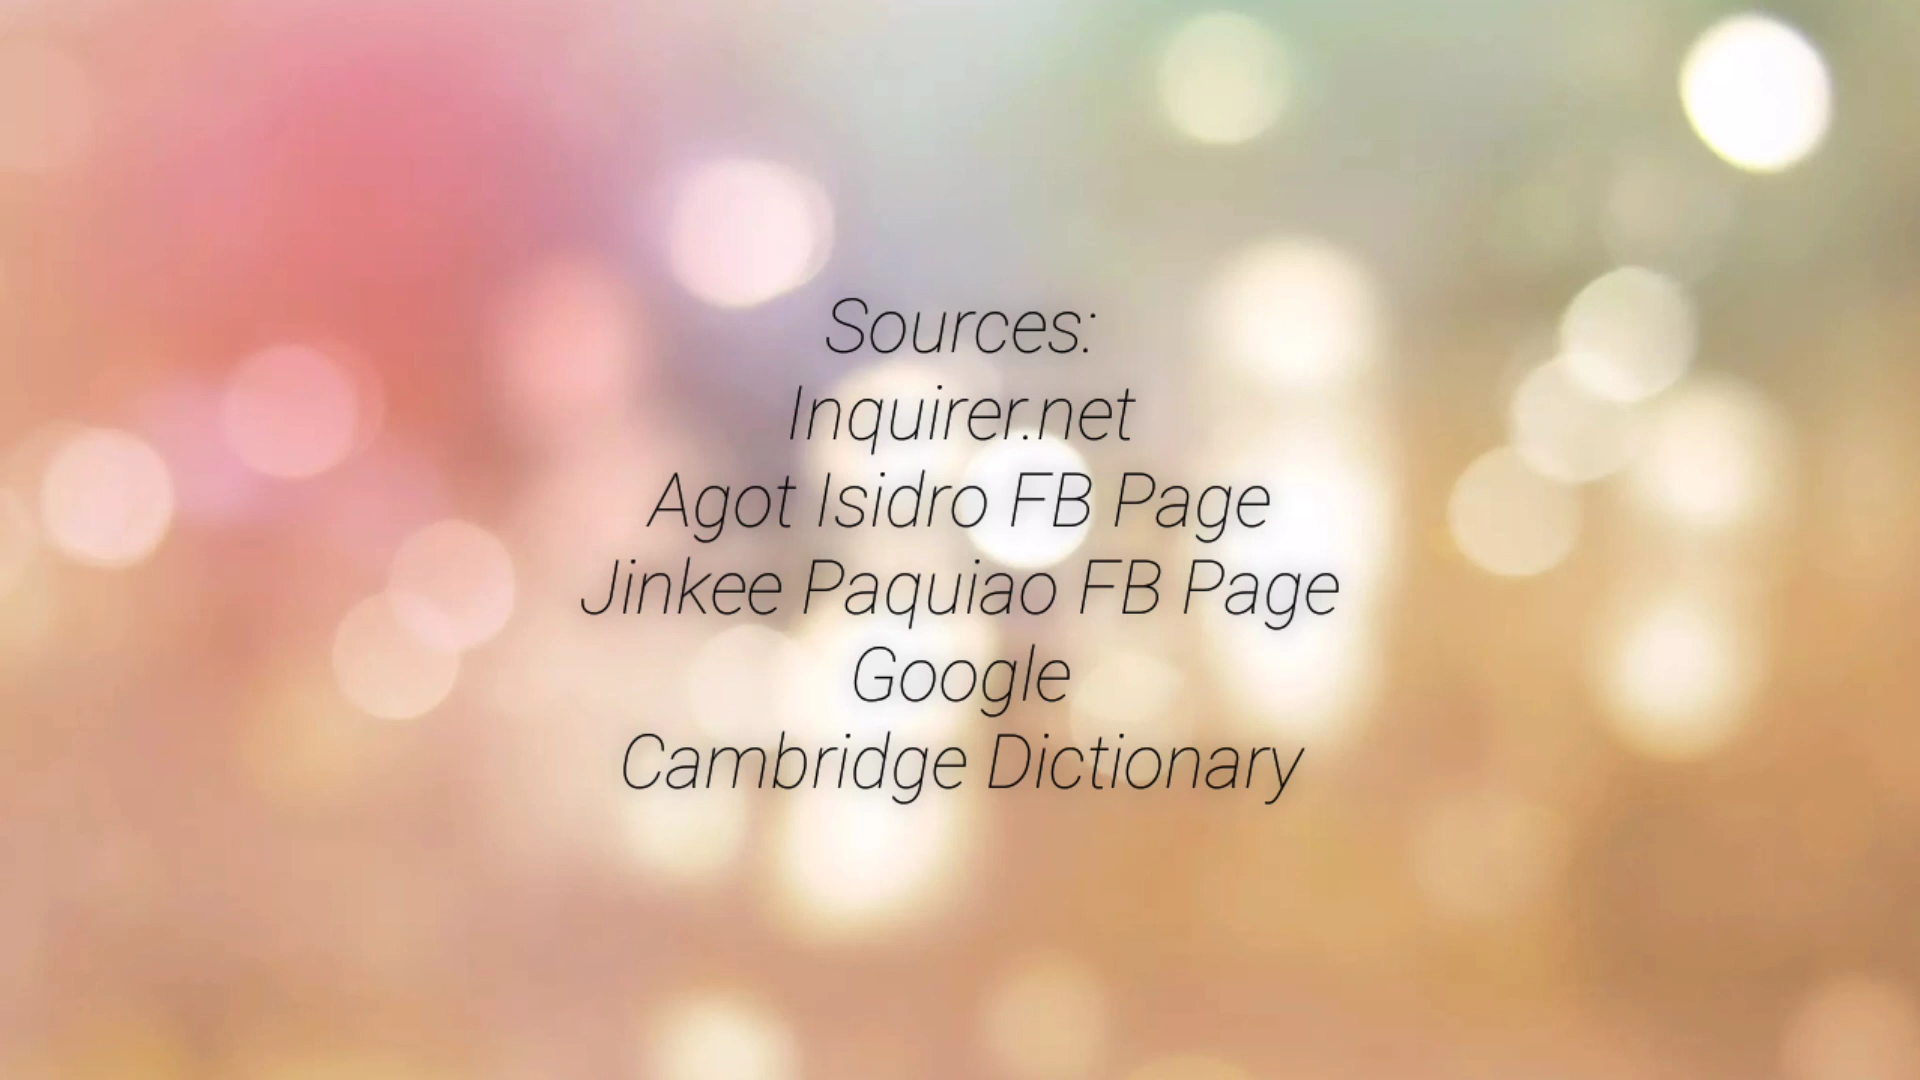 Sources:
Inquirer.net
Agot Isidro FB Page
Jinkee Paquiao FB Page
Google
Cambridge Dictionary